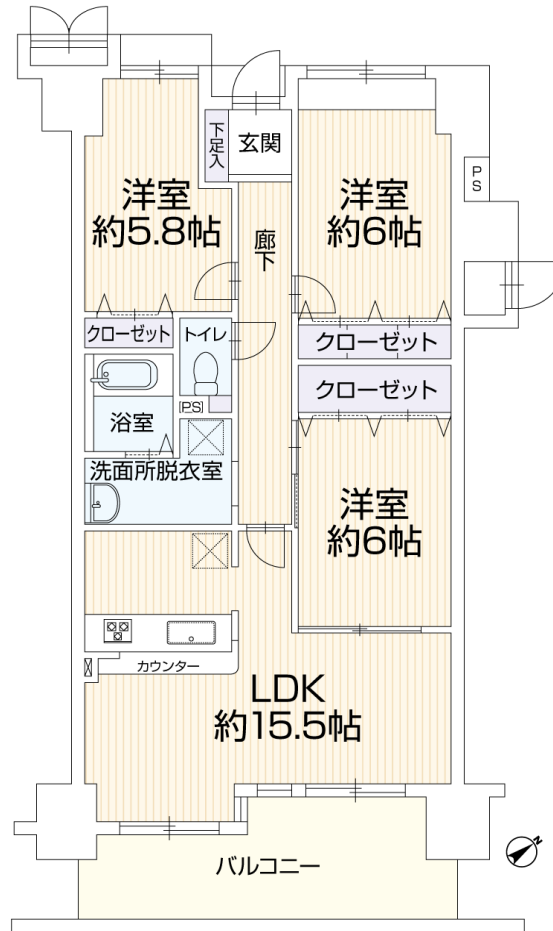 下足入
玄関
洋室
約5.8帖
洋室
約6帖
PS
廊下
クローゼット
トイレ
クローゼット
クローゼット
PS
浴室
洗面所脱衣室
洋室
約6帖
カウンター
LDK
約15.5帖
バルコニー
N